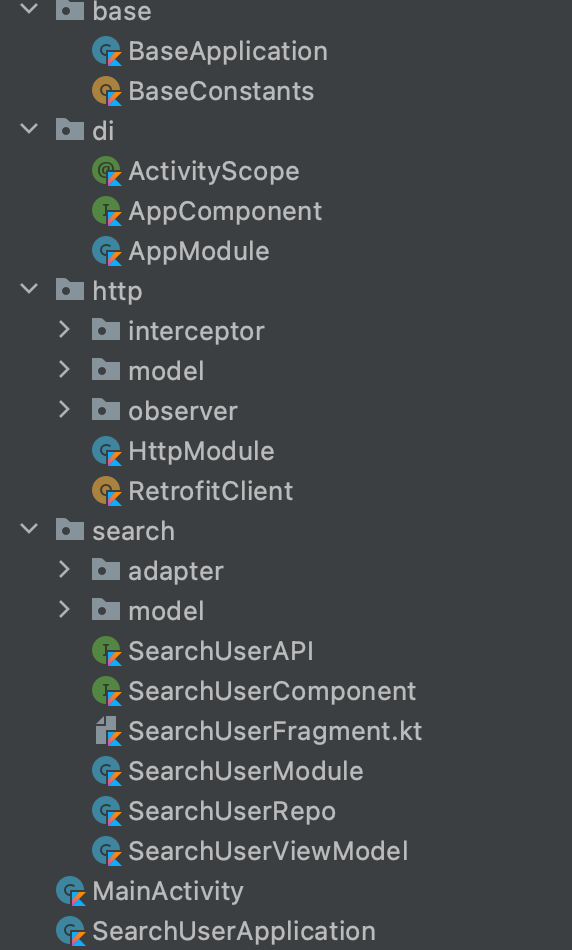 base
BaseApplication
BaseConstants
di
ActivityScope
AppComponent
AppModule
http
interceptor
model
observer
HttpModule
RetrofitClient
search
adapter
model
SearchUserAPI
SearchUserComponent
SearchUserFragment.kt
SearchUserModule
SearchUserRepo
SearchUserViewModel
MainActivity
SearchUserApplication